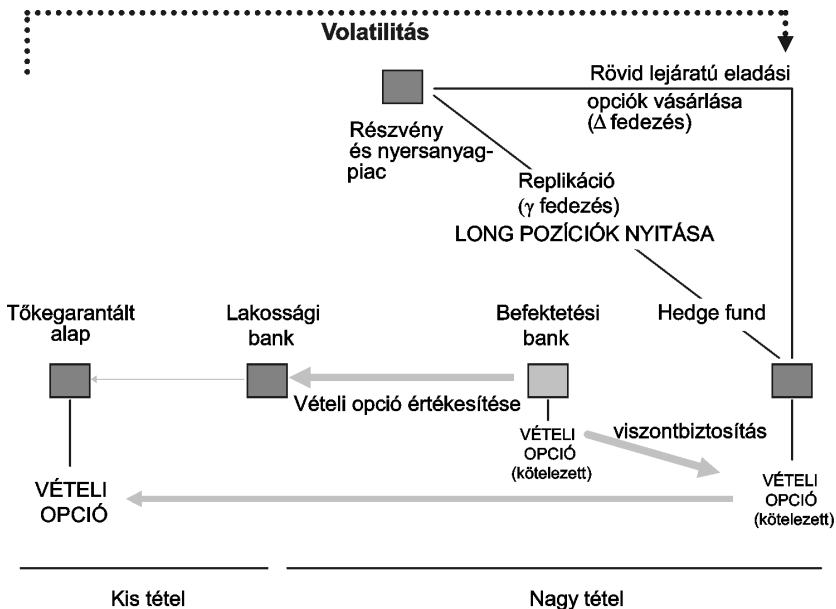 Volatilitás
Rövid lejáratú eladási
opciók vásárlása
(Δ fedezés)
Részvény
és nyersanyag-
piac
Replikáció
(γ fedezés)
LONG POZÍCIÓK NYITÁSA
Tőkegarantált
alap
Lakossági
bank
Befektetési
bank
Hedge fund
Vételi opció értékesítése
VÉTELI
OPCIÓ
(kötelezett)
viszontbiztosítás
VÉTELI
OPCIÓ
VÉTELI
OPCIÓ
(kötelezett)
Kis tétel
Nagy tétel